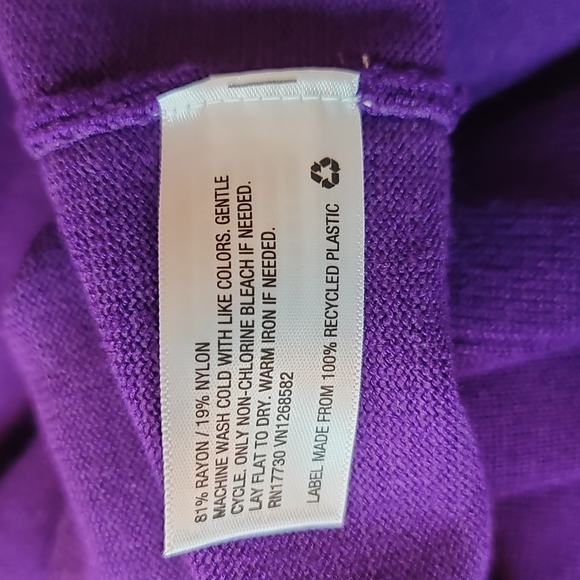 81% RAYON / 19% NYLON
MACHINE WASH COLD WITH LIKE COLORS. GENTLE
CYCLE. ONLY NON-CHLORINE BLEACH IF NEEDED.
LAY FLAT TO DRY. WARM IRON IF NEEDED.
RN17730 VN1268582
LABEL MADE FROM 100% RECYCLED PLASTIC